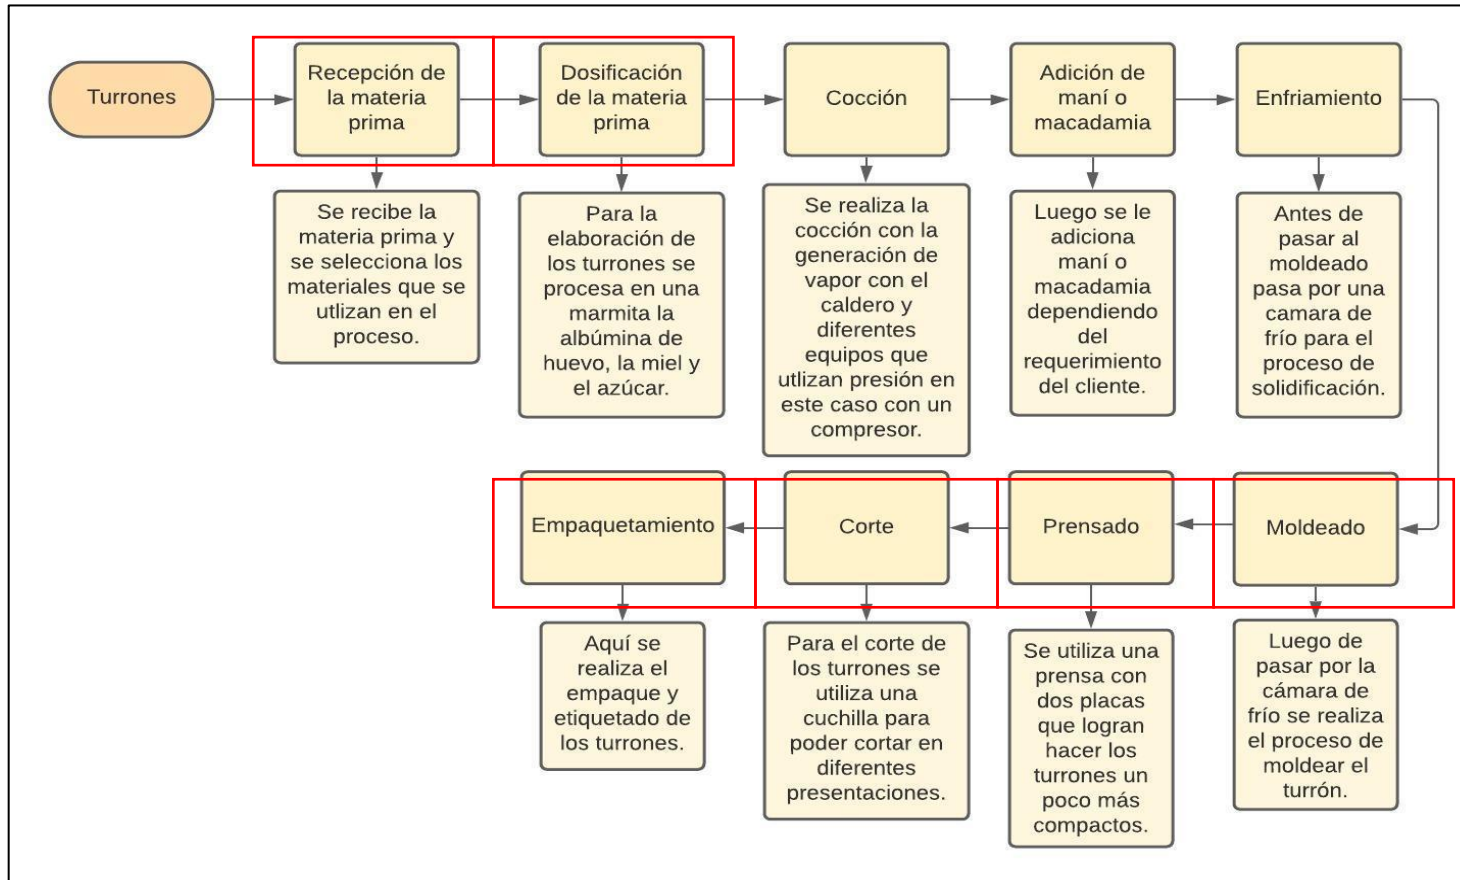 Turrones
Recepción de
la materia
prima
Dosificación
de la materia
prima
Cocción
Adición de
maní o
macadamia
Enfriamiento
Se recibe la
materia prima y
se selecciona los
materiales que se
utlizan en el
proceso.
Para la
elaboración de
los turrones se
procesa en una
marmita la
albúmina de
huevo, la miel y
el azúcar.
Se realiza la
cocción con la
generación de
vapor con el
caldero y
diferentes
equipos que
utlizan presión en
este caso con un
compresor.
Luego se le
adiciona
maní o
macadamia
dependiendo
del
requerimiento
del cliente.
Antes de
pasar al
moldeado
pasa por una
camara de
frío para el
proceso de
solidificación.
Empaquetamiento
Corte
Prensado
Moldeado
Aquí se
realiza el
empaque y
etiquetado de
los turrones.
Para el corte de
los turrones se
utiliza una
cuchilla para
poder cortar en
diferentes
presentaciones.
Se utiliza una
prensa con
dos placas
que logran
hacer los
turrones un
poco más
compactos.
Luego de
pasar por la
cámara de
frío se realiza
el proceso de
moldear el
turrón.